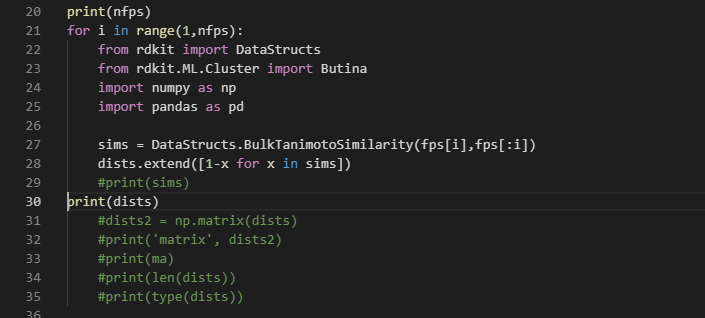 20 print(nfps)
21 for i in range(1,nfps):
22     from rdkit import DataStructs
23     from rdkit.ML.Cluster import Butina
24     import numpy as np
25     import pandas as pd
26
27     sims = DataStructs.BulkTanimotoSimilarity(fps[i],fps[:i])
28     dists.extend([1-x for x in sims])
29     #print(sims)
30 print(dists)
31     #dists2 = np.matrix(dists)
32     #print('matrix', dists2)
33     #print(ma)
34     #print(len(dists))
35     #print(type(dists))
36